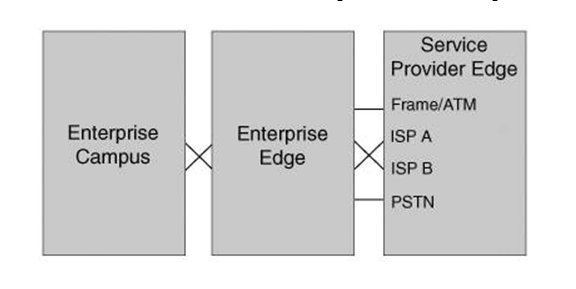 Enterprise
Campus
Enterprise
Edge
Service
Provider Edge
Frame/ATM
ISP A
ISP B
PSTN